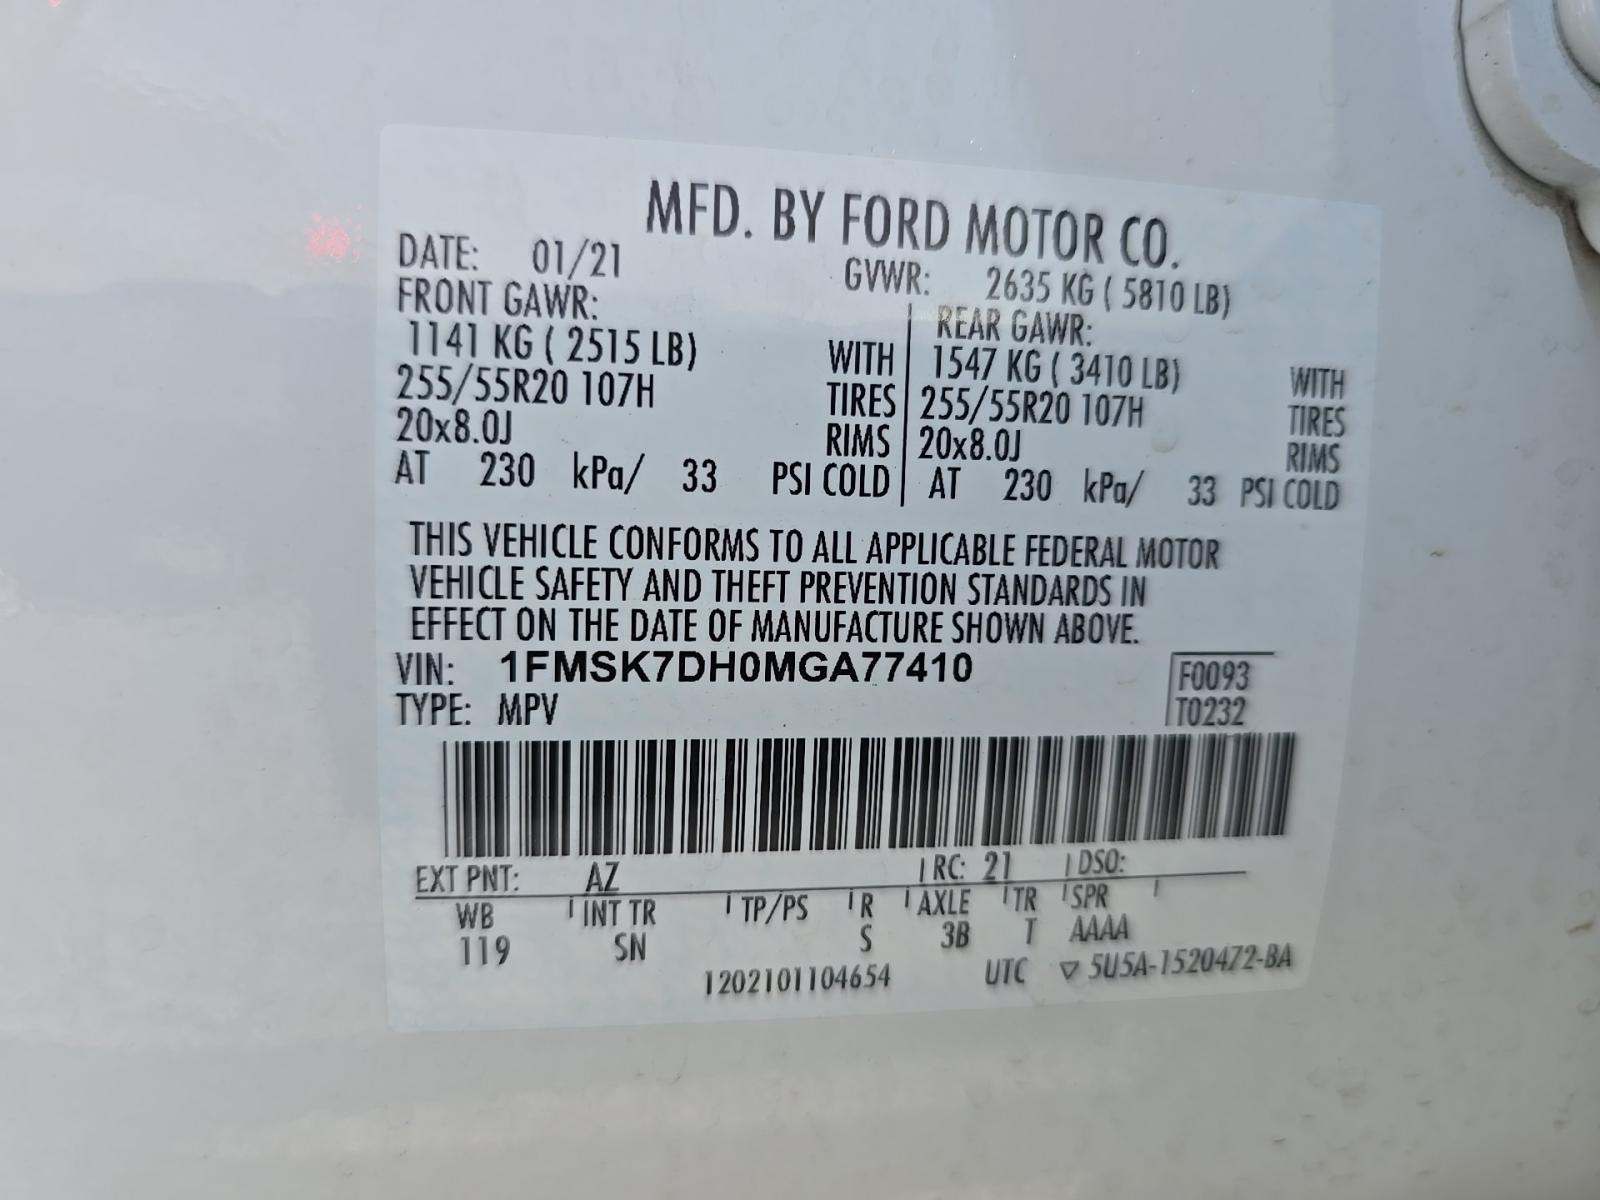 MFD. BY FORD MOTOR CO.
DATE: 01/21 GVWR: 2635 KG ( 5810 LB)
FRONT GAWR: REAR GAWR:
1141 KG ( 2515 LB) WITH 1547 KG ( 3410 LB) WITH
255/55R20 107H TIRES 255/55R20 107H TIRES
20x8.0J RIMS 20x8.0J RIMS
AT 230 kPa/ 33 PSI COLD AT 230 kPa/ 33 PSI COLD
THIS VEHICLE CONFORMS TO ALL APPLICABLE FEDERAL MOTOR
VEHICLE SAFETY AND THEFT PREVENTION STANDARDS IN
EFFECT ON THE DATE OF MANUFACTURE SHOWN ABOVE.
VIN: 1FMSK7DH0MGA77410 F0093
TYPE: MPV T0232
EXT PNT: AZ RC: 21 DSO:
WB INT TR TP/PS R AXLE TR SPR
119 SN S 3B T AAAA
1202101104654 UTC ▽ 5U5A-1520472-BA